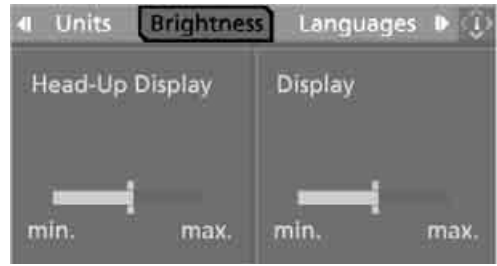 Units Brightness Languages
Head-Up Display Display
min. max. min. max.